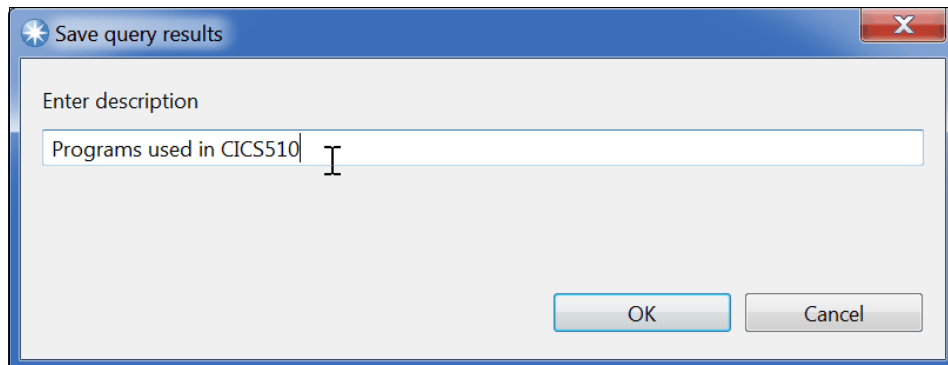 Save query results
X
Enter description
Programs used in CICS510
OK Cancel